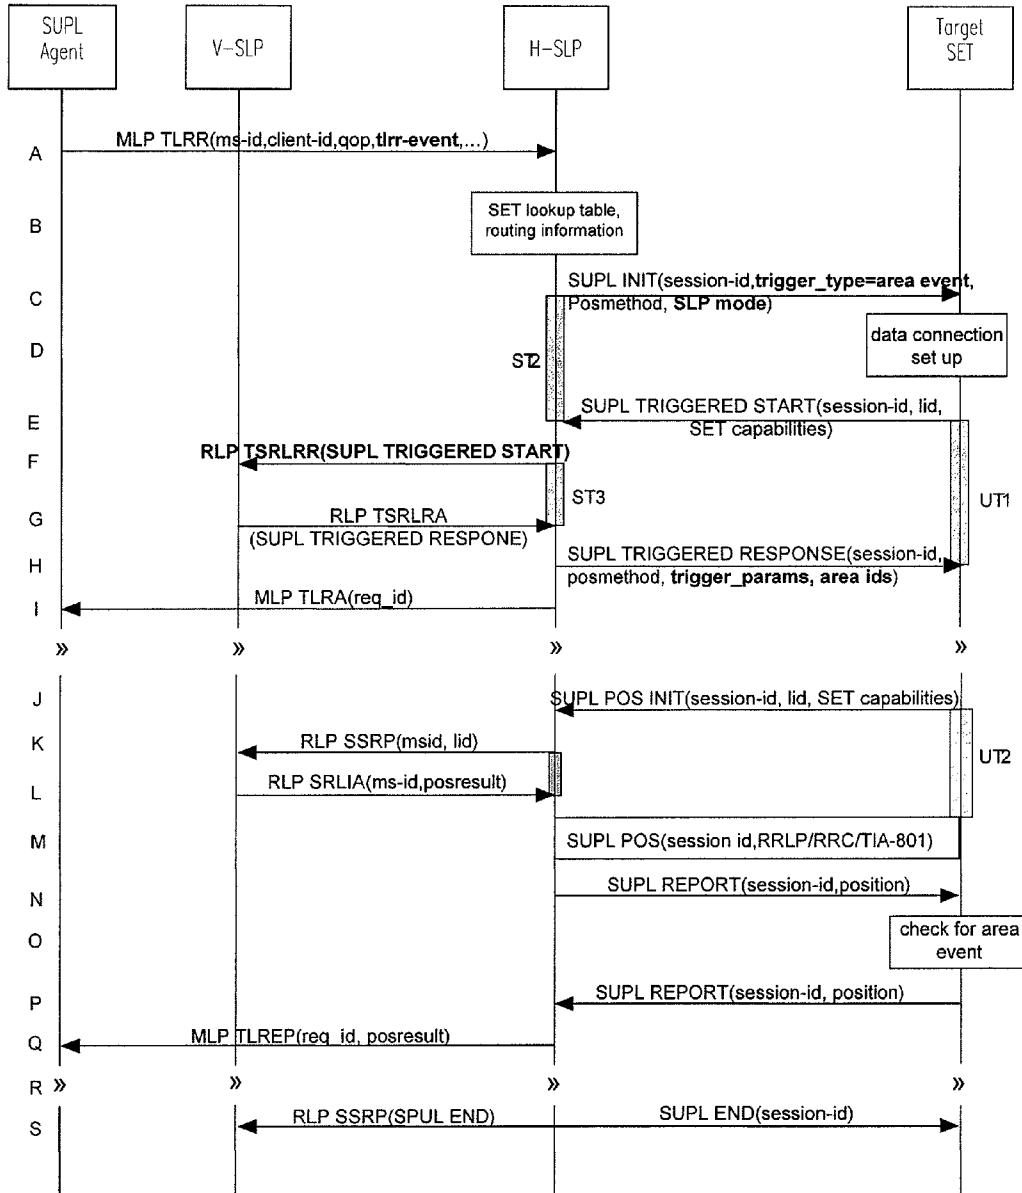 SUPL
Agent
V-SLP
H-SLP
Target
SET
A
MLP TLRR(ms-id,client-id,qop,tlrr-event,...)
B
SET lookup table,
routing information
C
SUPL INIT(session-id,trigger_type=area event,
Posmethod, SLP mode)
D
ST2
data connection
set up
E
SUPL TRIGGERED START(session-id, lid,
SET capabilities)
F
RLP TSRLRR(SUPL TRIGGERED START)
ST3
UT1
G
RLP TSRLRA
(SUPL TRIGGERED RESPONE)
H
SUPL TRIGGERED RESPONSE(session-id,
posmethod, trigger_params, area ids)
I
MLP TLRA(req_id)
» » » »
J
SUPL POS INIT(session-id, lid, SET capabilities)
K
RLP SSRP(msid, lid)
UT2
L
RLP SRLIA(ms-id,posresult)
M
SUPL POS(session id,RRLP/RRC/TIA-801)
N
SUPL REPORT(session-id,position)
O
check for area
event
P
SUPL REPORT(session-id, position)
Q
MLP TLREP(req_id, posresult)
R » » » »
S
RLP SSRP(SPUL END)
SUPL END(session-id)